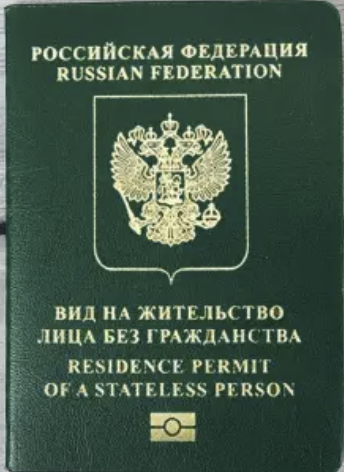 РОССИЙСКАЯ ФЕДЕРАЦИЯ
RUSSIAN FEDERATION
ВИД НА ЖИТЕЛЬСТВО
ЛИЦА БЕЗ ГРАЖДАНСТВА
RESIDENCE PERMIT
OF A STATELESS PERSON